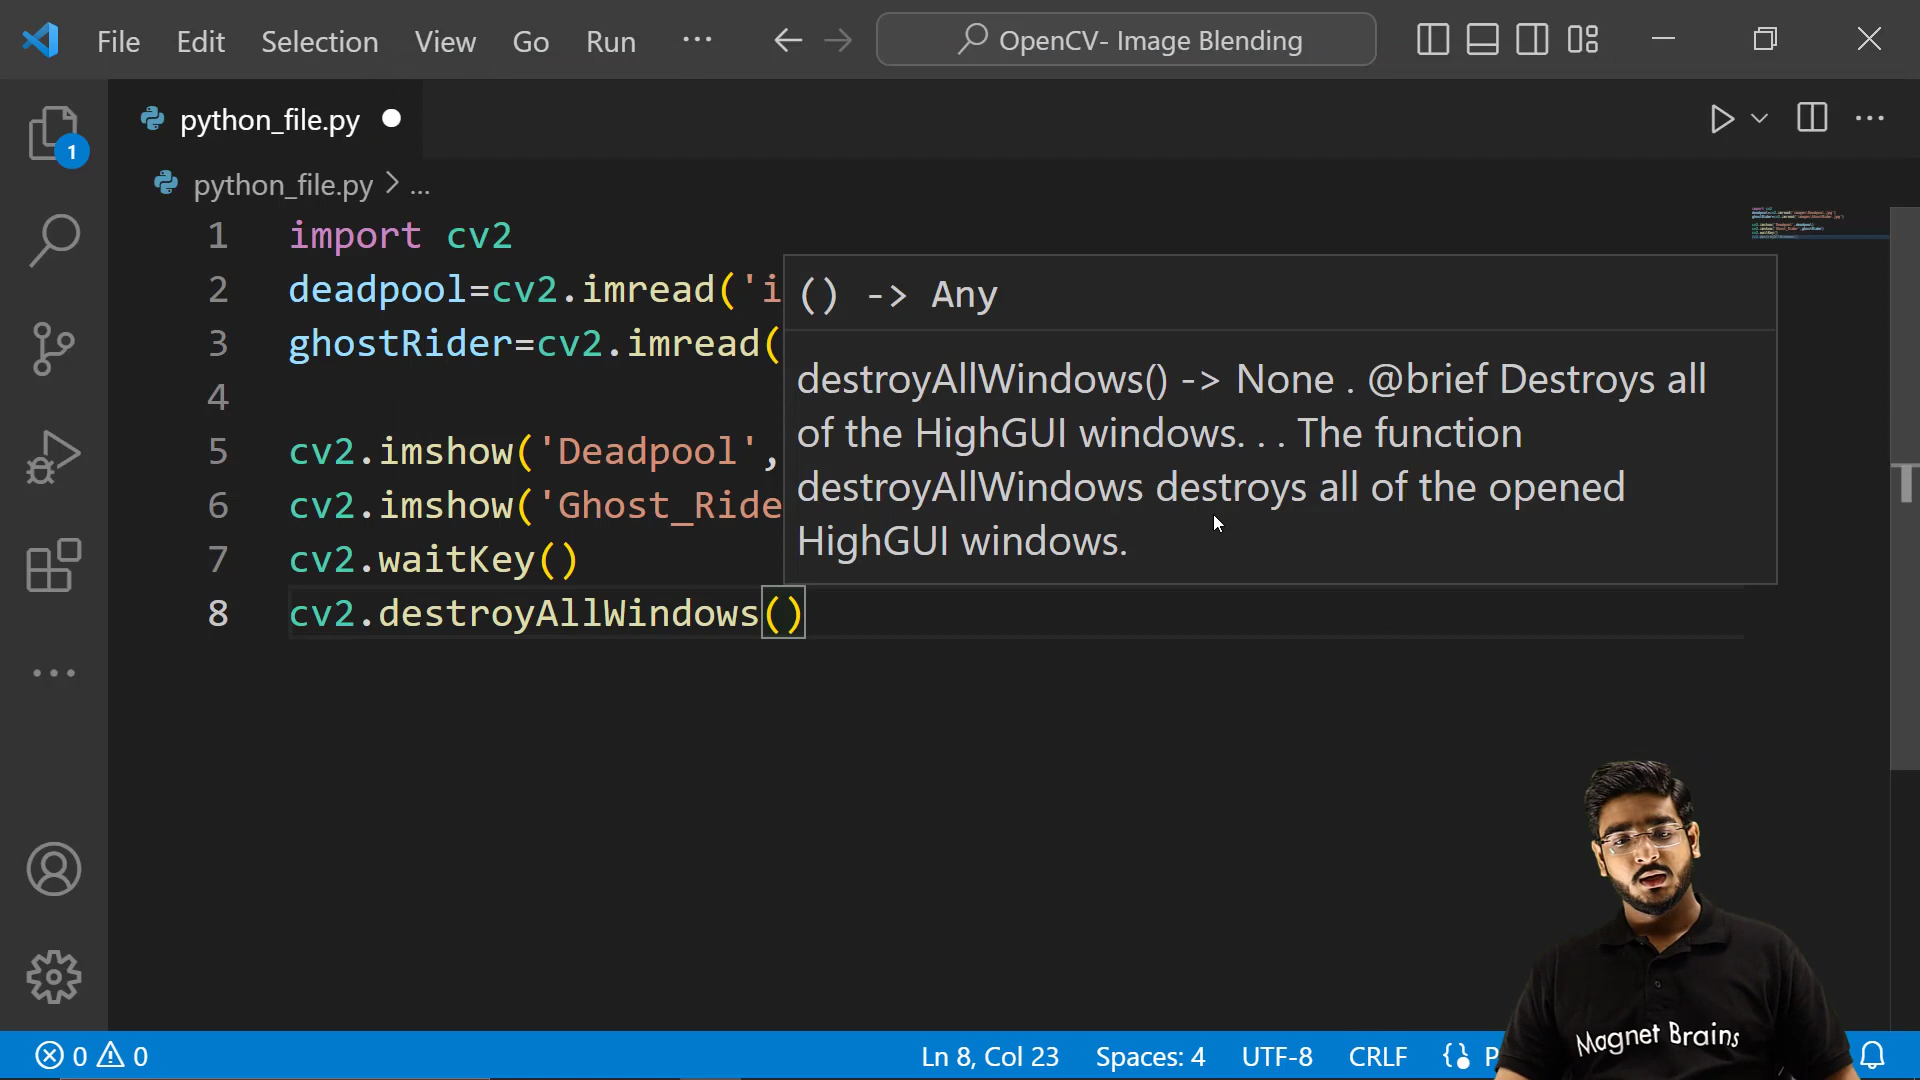 File Edit Selection View Go Run ··· OpenCV- Image Blending
python_file.py
1
python_file.py > ...
1 import cv2
2 deadpool=cv2.imread('i
3 ghostRider=cv2.imread(
4
5 cv2.imshow('Deadpool',
6 cv2.imshow('Ghost_Ride
7 cv2.waitKey()
8 cv2.destroyAllWindows()
() -> Any
destroyAllWindows() -> None . @brief Destroys all
of the HighGUI windows. . . The function
destroyAllWindows destroys all of the opened
HighGUI windows.
Magnet Brains
0 0 Ln 8, Col 23 Spaces: 4 UTF-8 CRLF P